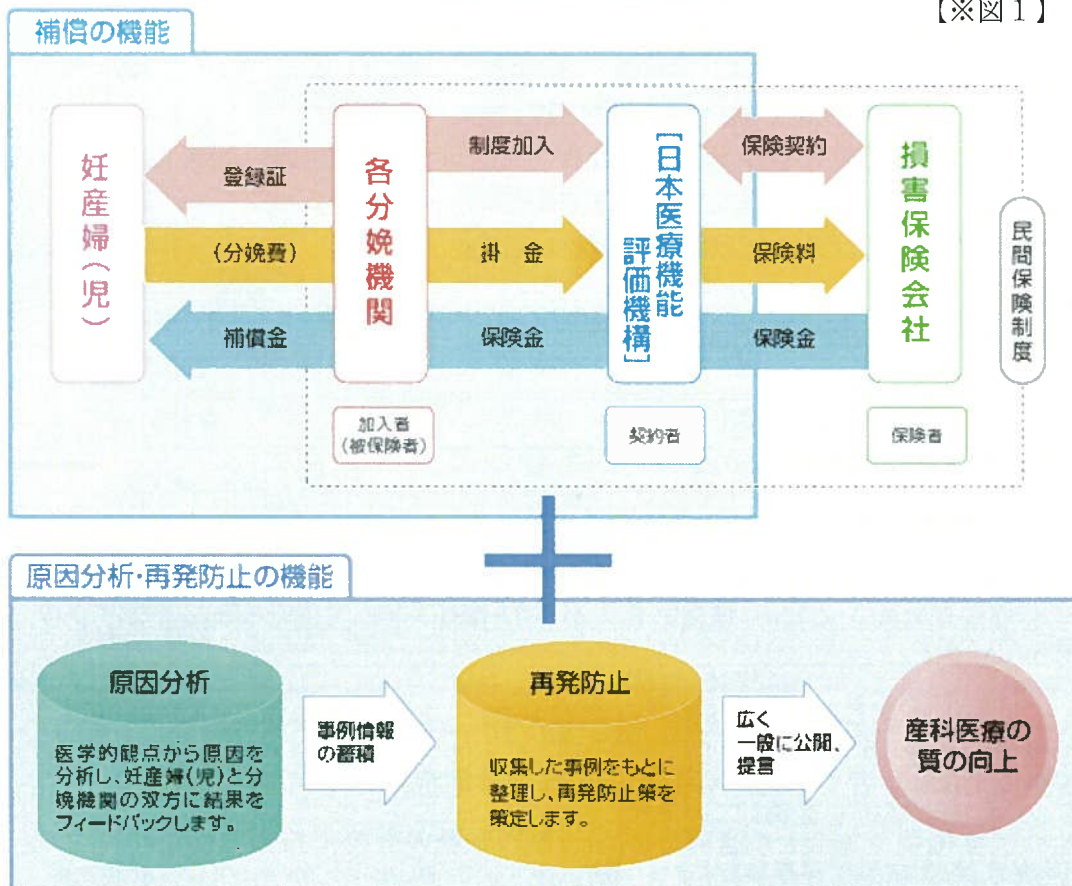 【※図1】
補償の機能
妊産婦(児)
各分娩機関
[日本医療機能
評価機構]
損害保険会社
民間保険制度
登録証
制度加入
保険契約
(分娩費)
掛 金
保険料
補償金
保険金
保険金
加入者
(被保険者)
契約者
保険者
原因分析・再発防止の機能
原因分析
医学的観点から原因を
分析し、妊産婦(児)と分
娩機関の双方に結果を
フィードバックします。
事例情報
の蓄積
再発防止
収集した事例をもとに
整理し、再発防止策を
策定します。
広く
一般に公開、
提言
産科医療の
質の向上